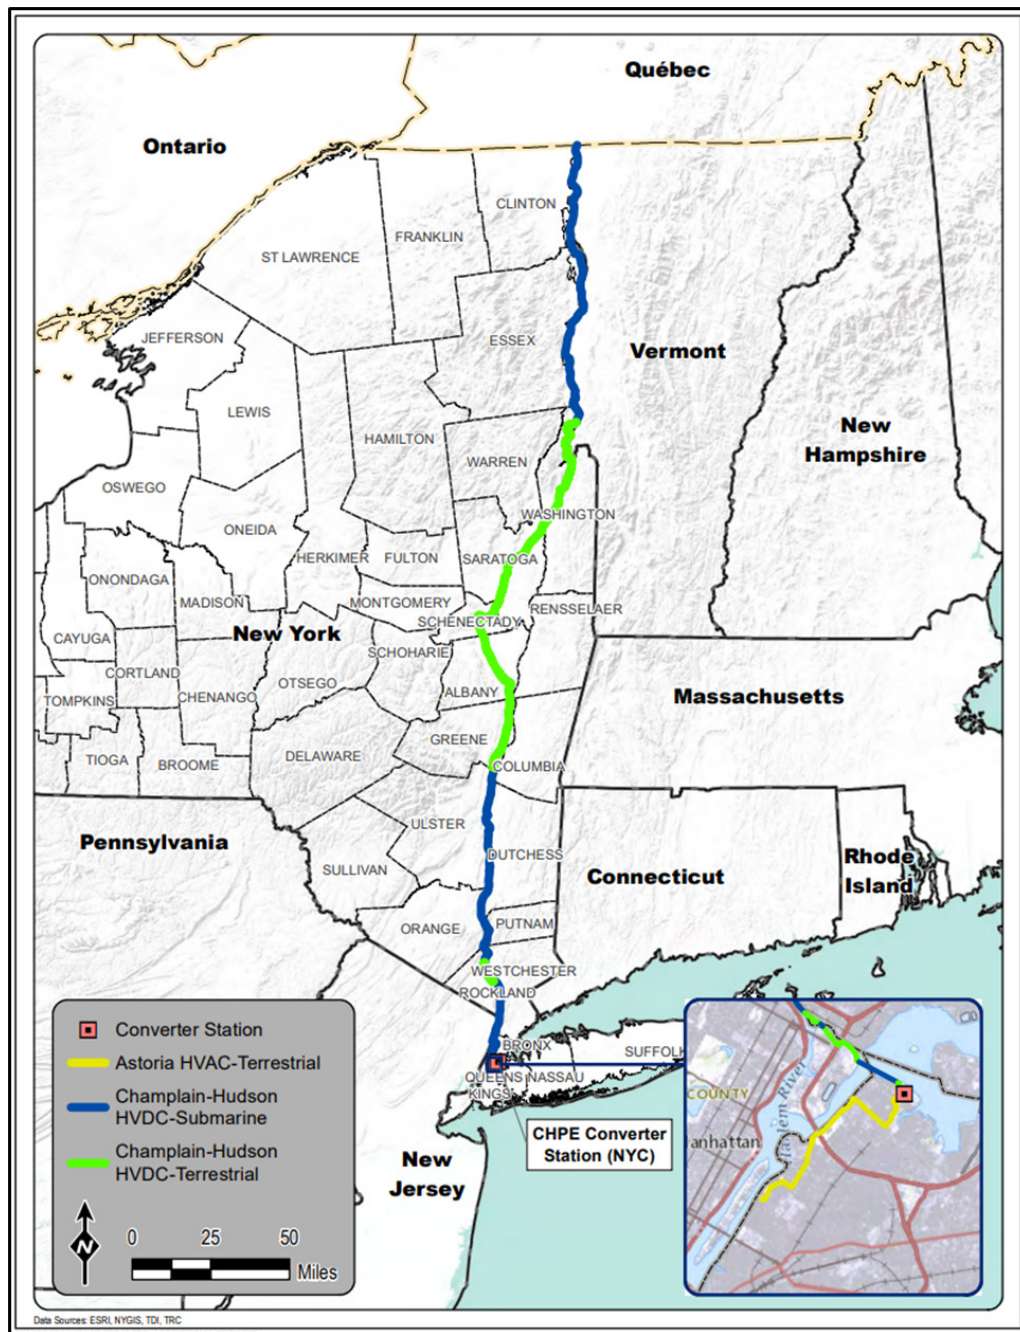 Québec
Ontario
CLINTON
FRANKLIN
ST LAWRENCE
JEFFERSON
ESSEX
Vermont
LEWIS
HAMILTON
New
Hampshire
WARREN
OSWEGO
WASHINGTON
ONEIDA
HERKIMER
FULTON
SARATOGA
ONONDAGA
MADISON
MONTGOMERY
RENSSELAER
SCHENECTADY
CAYUGA
New York
SCHOHARIE
CORTLAND
OTSEGO
TOMPKINS
CHENANGO
ALBANY
Massachusetts
GREENE
TIOGA
BROOME
DELAWARE
COLUMBIA
Pennsylvania
ULSTER
DUTCHESS
Rhode
Island
SULLIVAN
Connecticut
ORANGE
PUTNAM
WESTCHESTER
ROCKLAND
BRONX
SUFFOLK
QUEENS
NASSAU
KINGS
CHPE Converter
Station (NYC)
New
Jersey
Converter Station
Astoria HVAC-Terrestrial
Champlain-Hudson
HVDC-Submarine
Champlain-Hudson
HVDC-Terrestrial
N
0 25 50
Miles
COUNTY
Harlem River
anhattan
Data Sources: ESRI, NYGIS, TDI, TRC